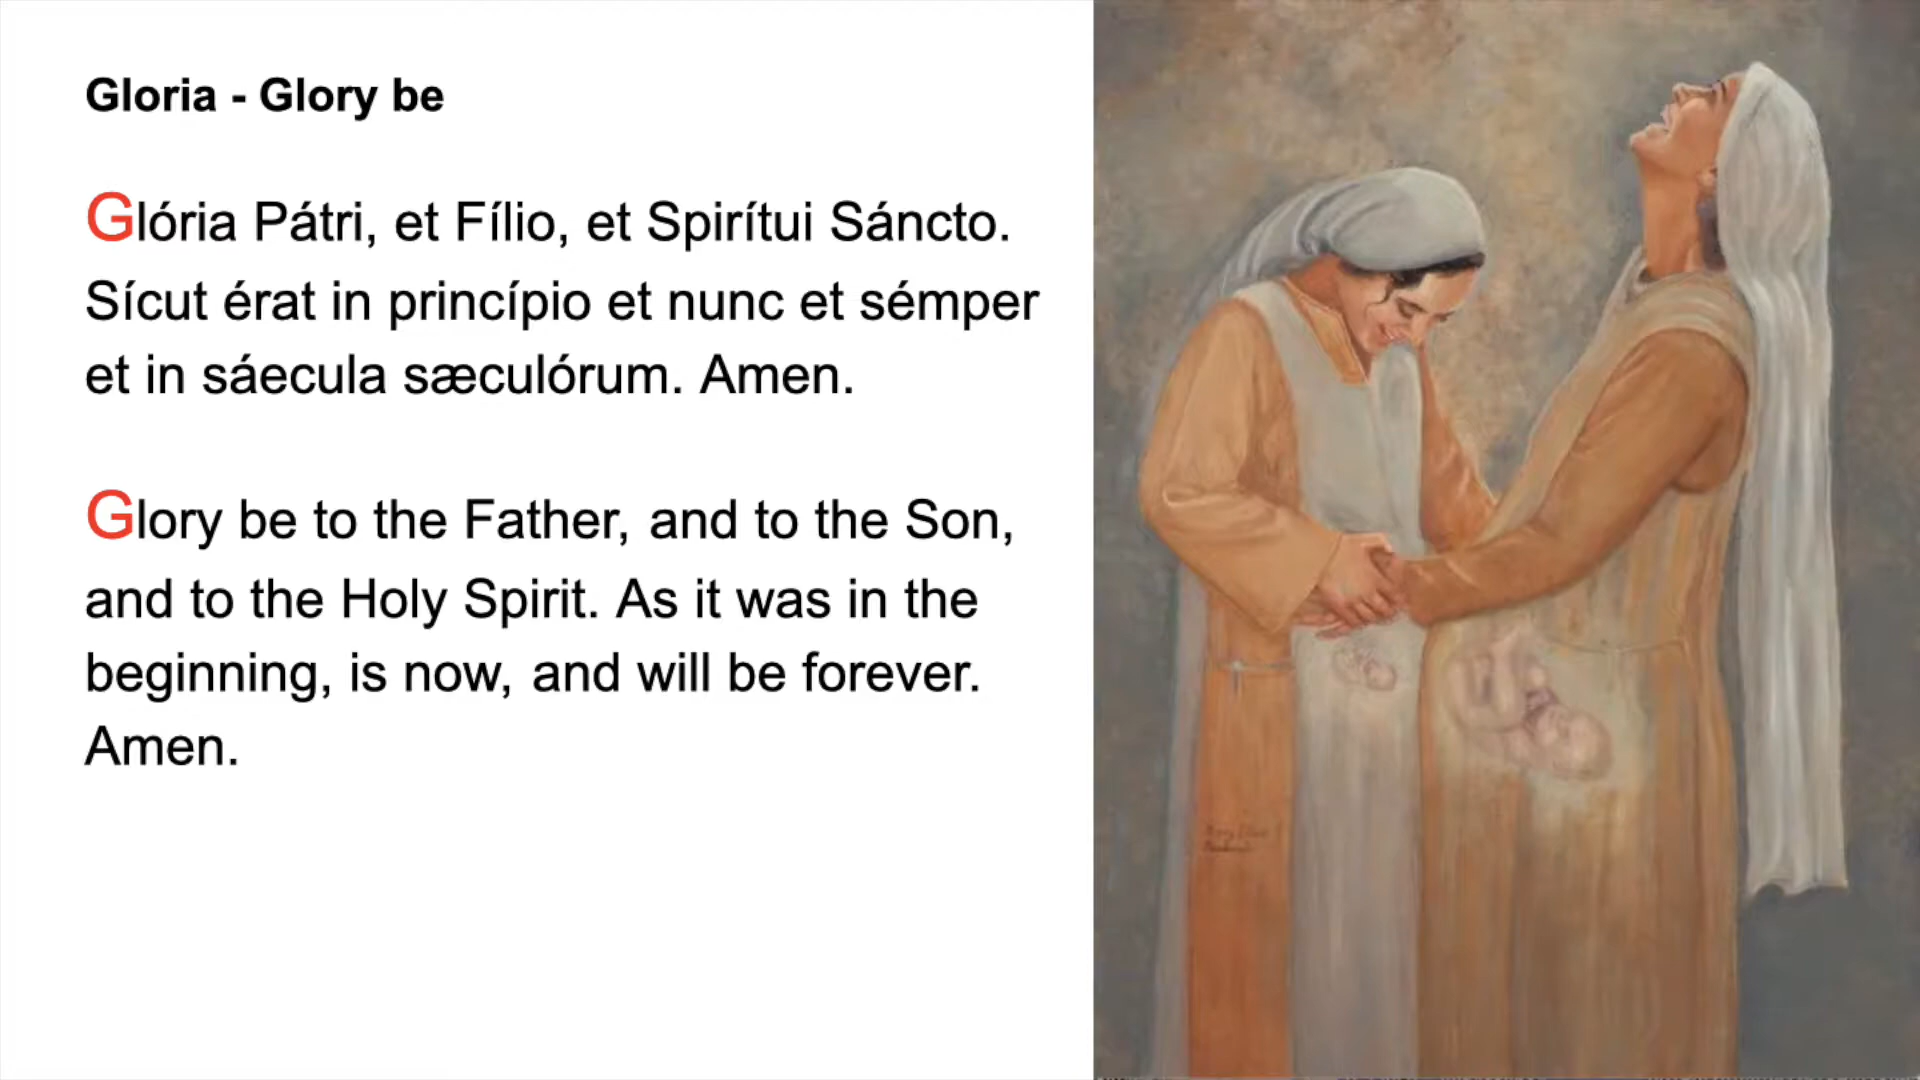 Gloria - Glory be
Glória Pátri, et Fílio, et Spirítui Sáncto.
Sícut érat in princípio et nunc et sémper
et in sáecula sæculórum. Amen.
Glory be to the Father, and to the Son,
and to the Holy Spirit. As it was in the
beginning, is now, and will be forever.
Amen.